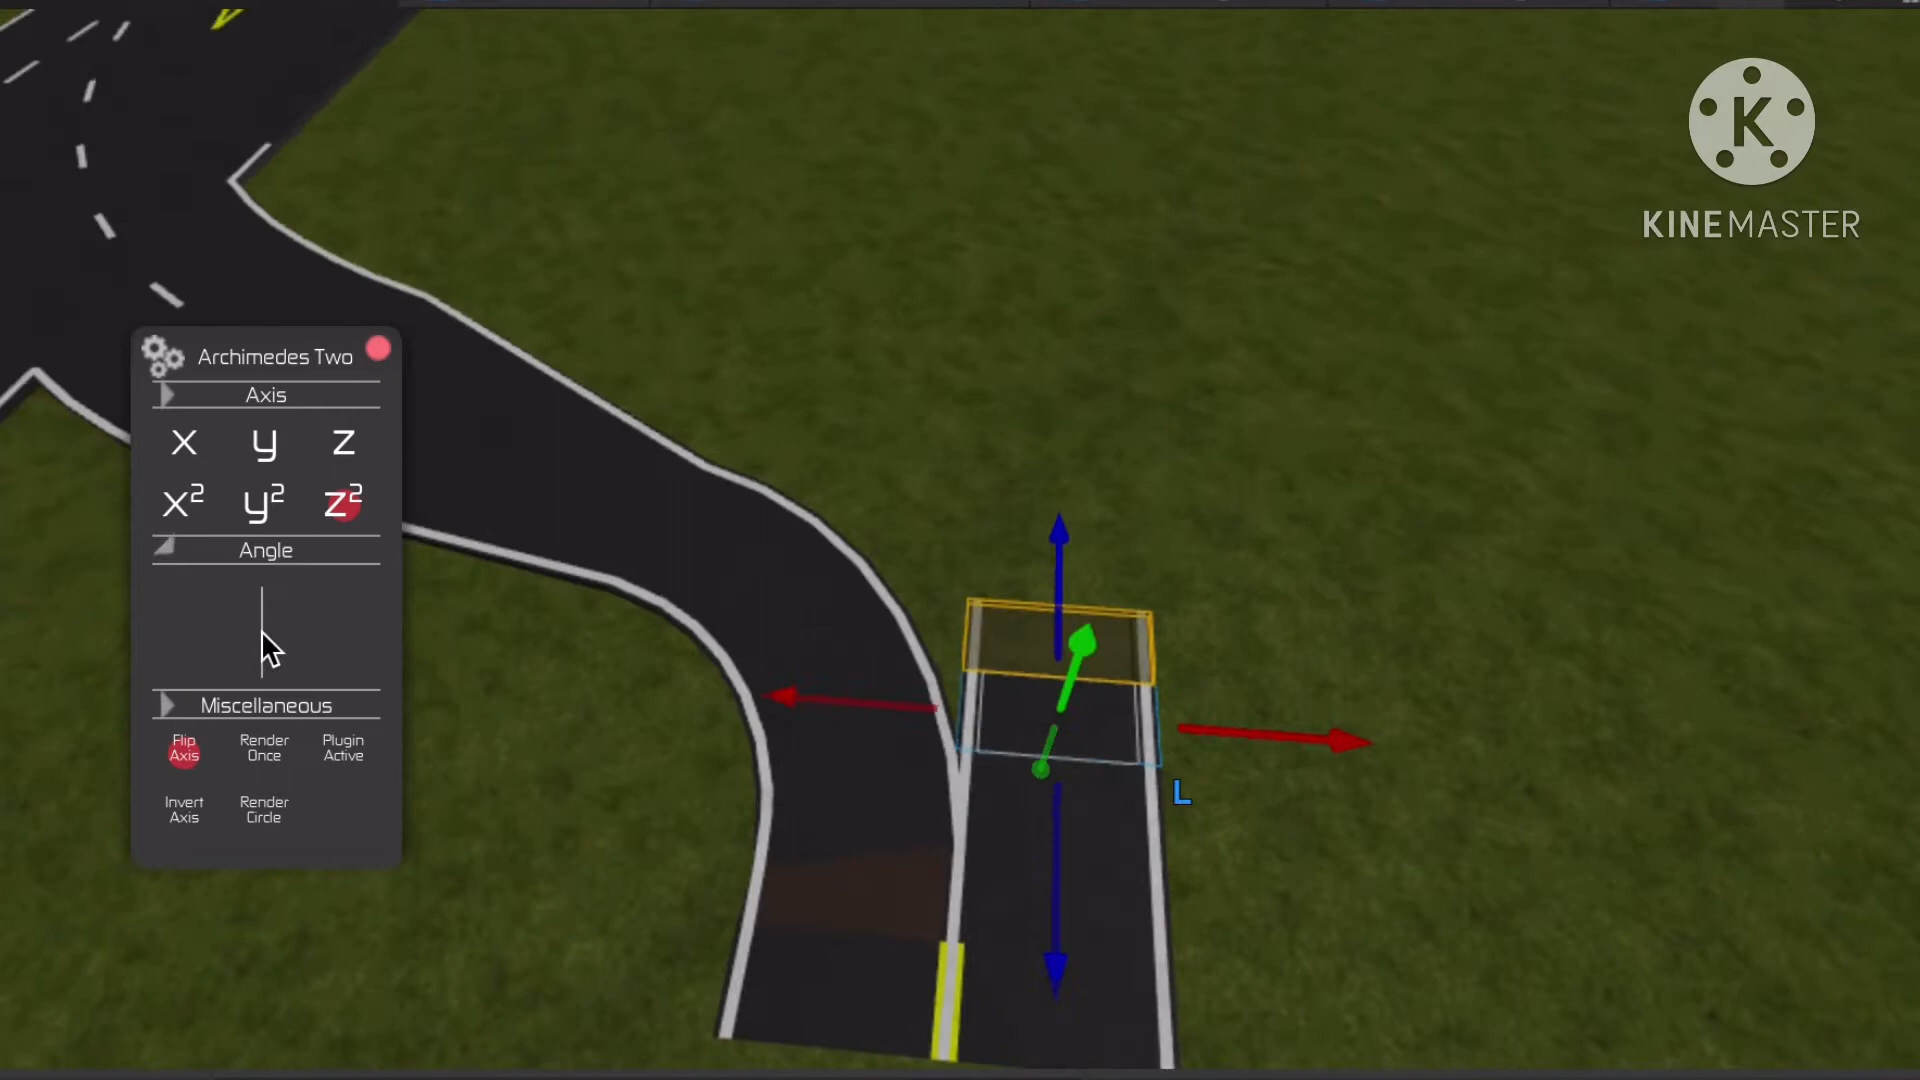 K
KINEMASTER
Archimedes Two
Axis
x y z
x² y² z²
Angle
Miscellaneous
Flip Axis
Render Once
Plugin Active
Invert Axis
Render Circle
L